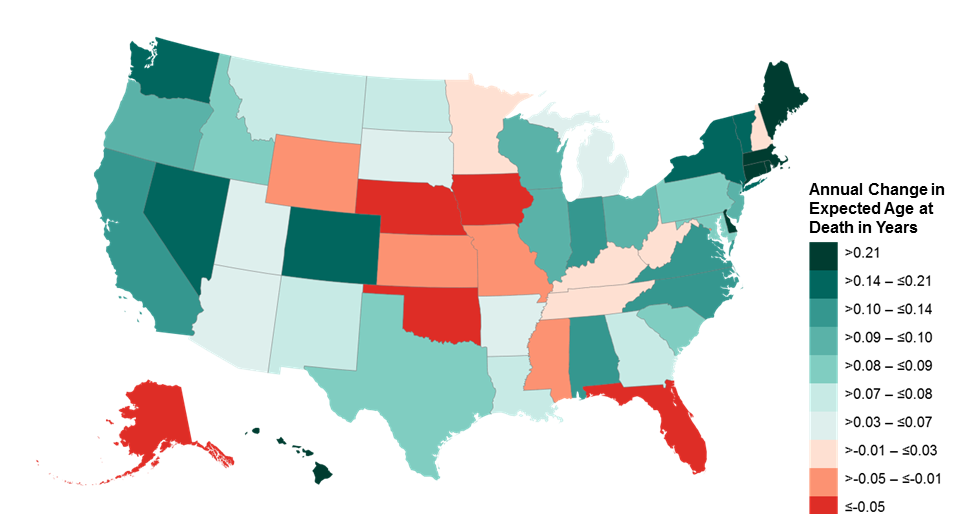 Annual Change in
Expected Age at
Death in Years
>0.21
>0.14 – ≤0.21
>0.10 – ≤0.14
>0.09 – ≤0.10
>0.08 – ≤0.09
>0.07 – ≤0.08
>0.03 – ≤0.07
>-0.01 – ≤0.03
>-0.05 – ≤-0.01
≤-0.05